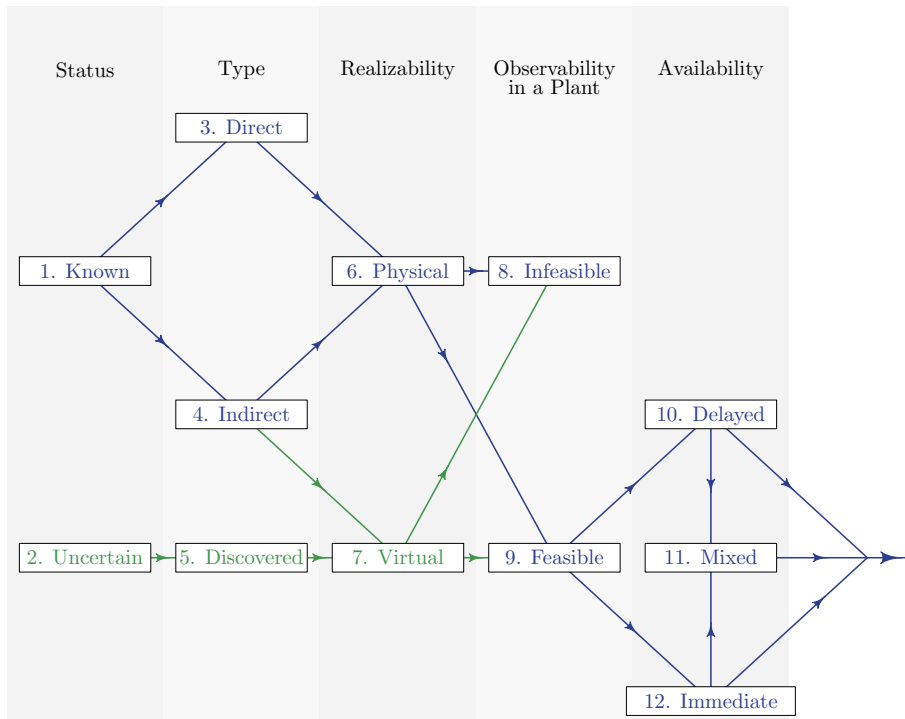 Status
Type
Realizability
Observability
in a Plant
Availability
3. Direct
1. Known
6. Physical
8. Infeasible
4. Indirect
10. Delayed
2. Uncertain
5. Discovered
7. Virtual
9. Feasible
11. Mixed
12. Immediate